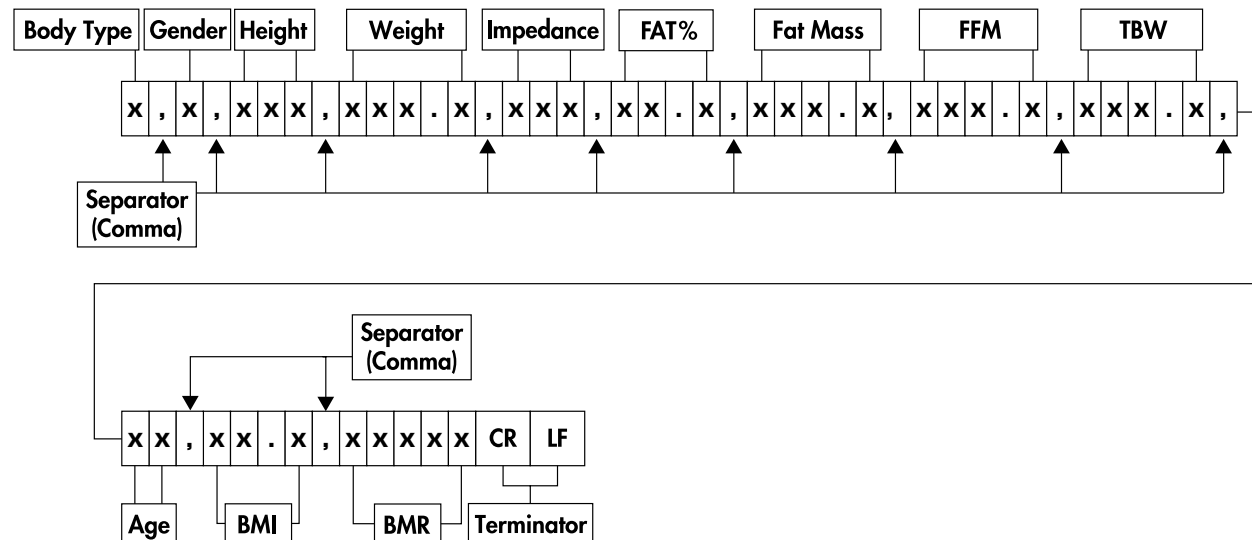 Body Type Gender Height Weight Impedance FAT% Fat Mass FFM TBW
x , x , x x x , x x x . x , x x x , x x . x , x x x . x , x x x . x , x x x . x ,
Separator
(Comma)
Separator
(Comma)
x x , x x . x , x x x x x CR LF
Age BMI BMR Terminator